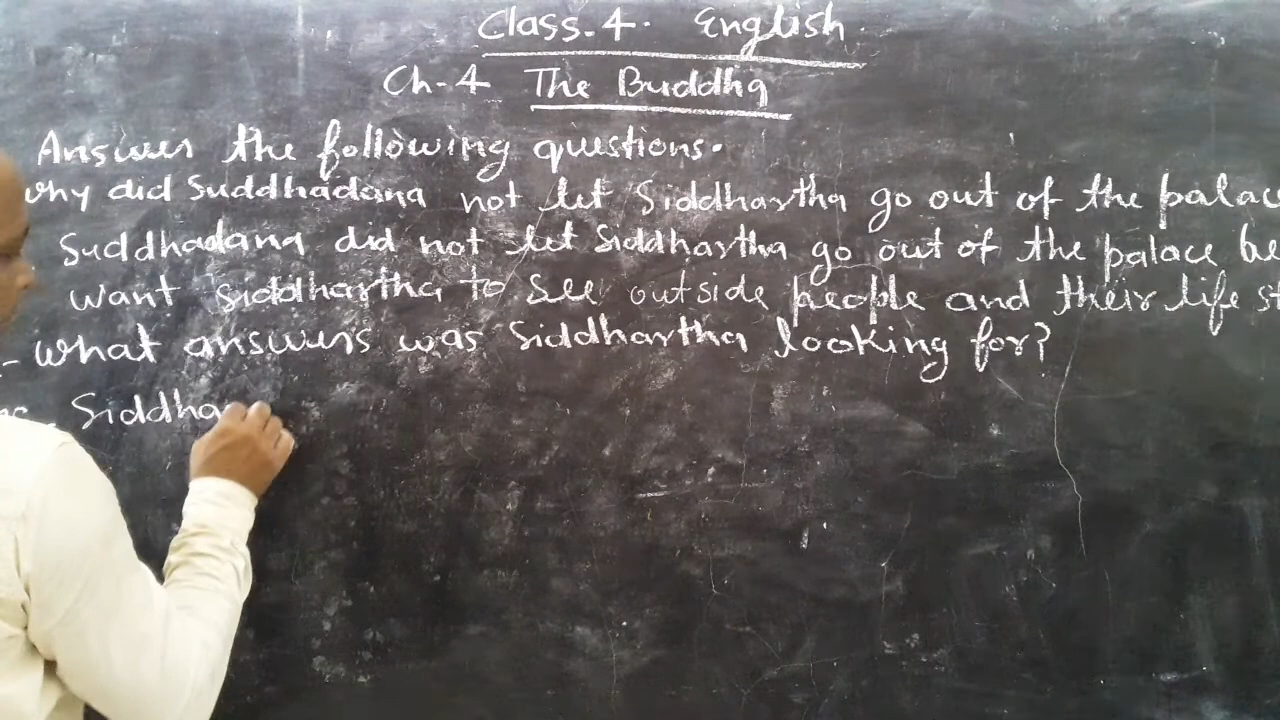 Class.4. English.
Ch-4 The Buddha
Answer the following questions.
why did Suddhadana not let Siddhartha go out of the palac
Suddhadana did not let Siddhartha go out of the palace be
want siddhartha to see outside people and their life st
- What answers was Siddhartha looking for?
Siddha